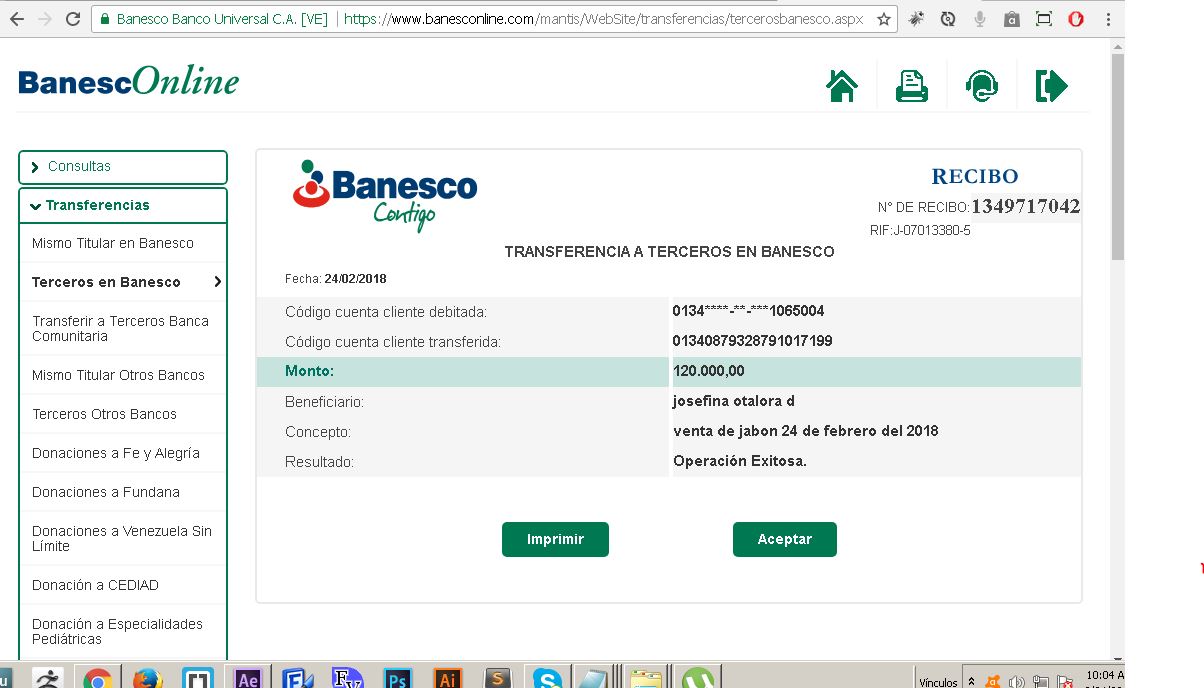 Banesco Banco Universal C.A. [VE] | https://www.banesconline.com/mantis/WebSite/transferencias/tercerosbanesco.aspx
BanescOnline
Consultas
Transferencias
Mismo Titular en Banesco
Terceros en Banesco
Transferir a Terceros Banca
Comunitaria
Mismo Titular Otros Bancos
Terceros Otros Bancos
Donaciones a Fe y Alegría
Donaciones a Fundana
Donaciones a Venezuela Sin
Límite
Donación a CEDIAD
Donación a Especialidades
Pediátricas
Banesco
Contigo
RECIBO
N° DE RECIBO: 1349717042
RIF:J-07013380-5
TRANSFERENCIA A TERCEROS EN BANESCO
Fecha: 24/02/2018
Código cuenta cliente debitada: 0134****-**-***1065004
Código cuenta cliente transferida: 01340879328791017199
Monto: 120.000,00
Beneficiario: josefina otalora d
Concepto: venta de jabon 24 de febrero del 2018
Resultado: Operación Exitosa.
Imprimir Aceptar
Ae Ps Ai S Vínculos 10:04 A